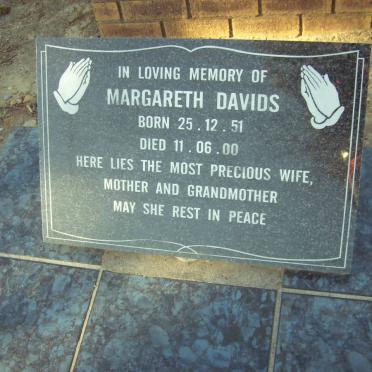 IN LOVING MEMORY OF
MARGARETH DAVIDS
BORN 25.12.51
DIED 11.06.00
HERE LIES THE MOST PRECIOUS WIFE,
MOTHER AND GRANDMOTHER
MAY SHE REST IN PEACE